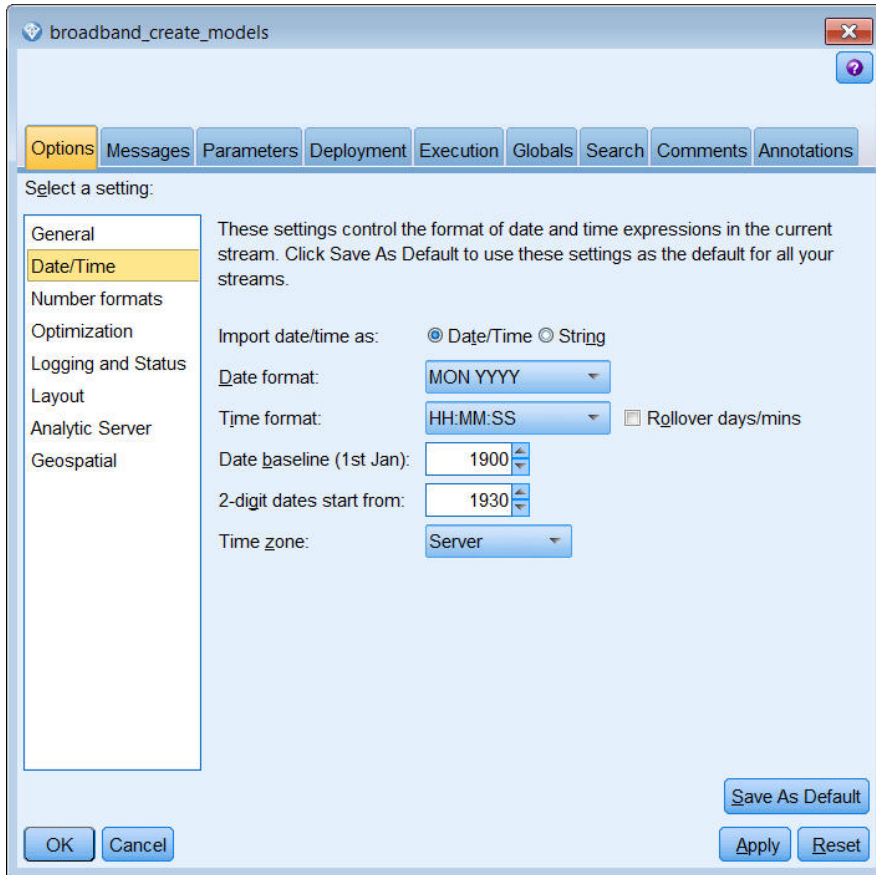 broadband_create_models
Options Messages Parameters Deployment Execution Globals Search Comments Annotations
Select a setting:
General
Date/Time
Number formats
Optimization
Logging and Status
Layout
Analytic Server
Geospatial
These settings control the format of date and time expressions in the current
stream. Click Save As Default to use these settings as the default for all your
streams.
Import date/time as: Date/Time String
Date format: MON YYYY
Time format: HH:MM:SS Rollover days/mins
Date baseline (1st Jan): 1900
2-digit dates start from: 1930
Time zone: Server
Save As Default
OK Cancel Apply Reset